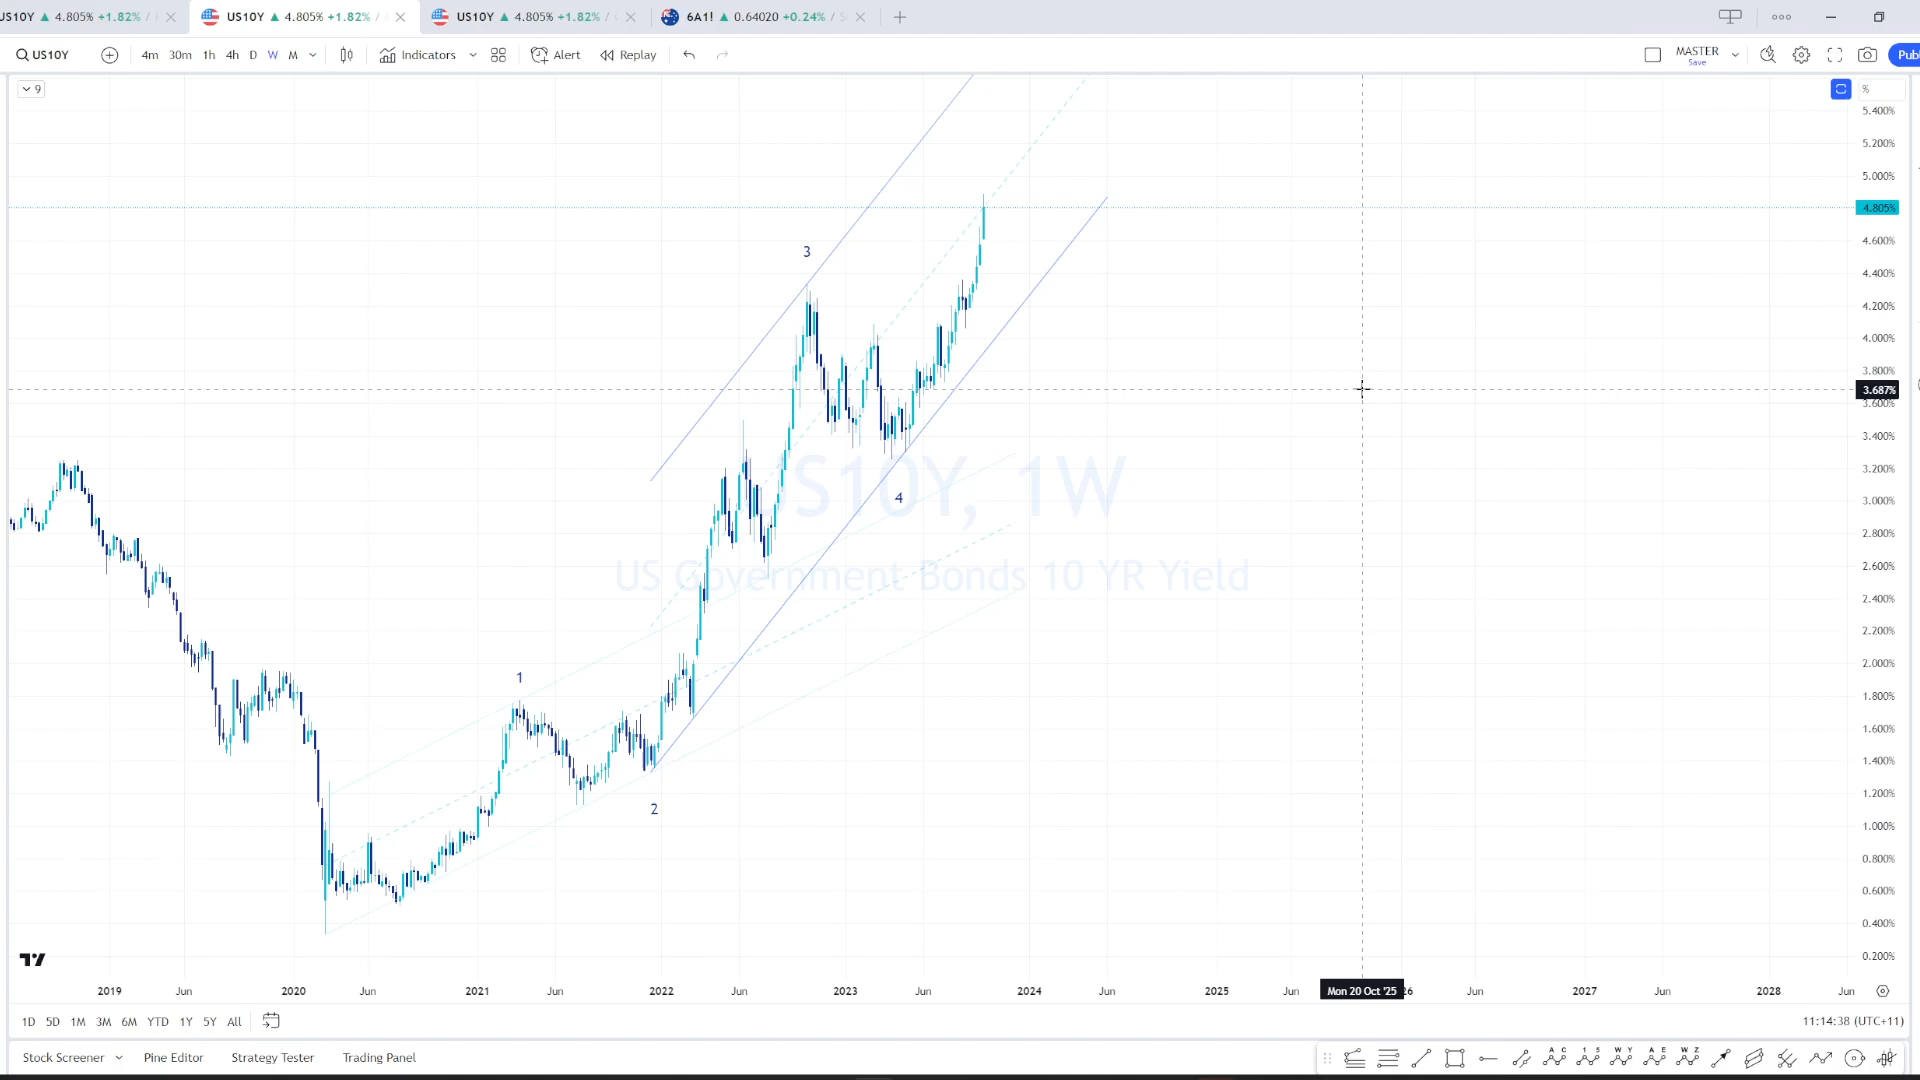 US10Y ▲ 4.805% +1.82% /
US10Y ▲ 4.805% +1.82% /
US10Y ▲ 4.805% +1.82% /
6A1! ▲ 0.64020 +0.24% /
US10Y
4m 30m 1h 4h D W M
Indicators
Alert
Replay
MASTER
Save
Publ
9
%
5.400%
5.200%
5.000%
4.805%
4.600%
4.400%
4.200%
4.000%
3.800%
3.687%
3.600%
3.400%
3.200%
3.000%
2.800%
2.600%
2.400%
2.200%
2.000%
1.800%
1.600%
1.400%
1.200%
1.000%
0.800%
0.600%
0.400%
0.200%
3
4
1
2
US10Y, 1W
US Government Bonds 10 YR Yield
2019 Jun 2020 Jun 2021 Jun 2022 Jun 2023 Jun 2024 Jun 2025 Jun Mon 20 Oct '25 26 Jun 2027 Jun 2028 Jun
1D 5D 1M 3M 6M YTD 1Y 5Y All
11:14:38 (UTC+11)
Stock Screener Pine Editor Strategy Tester Trading Panel
A C
1 5
W Y
A E
W Z